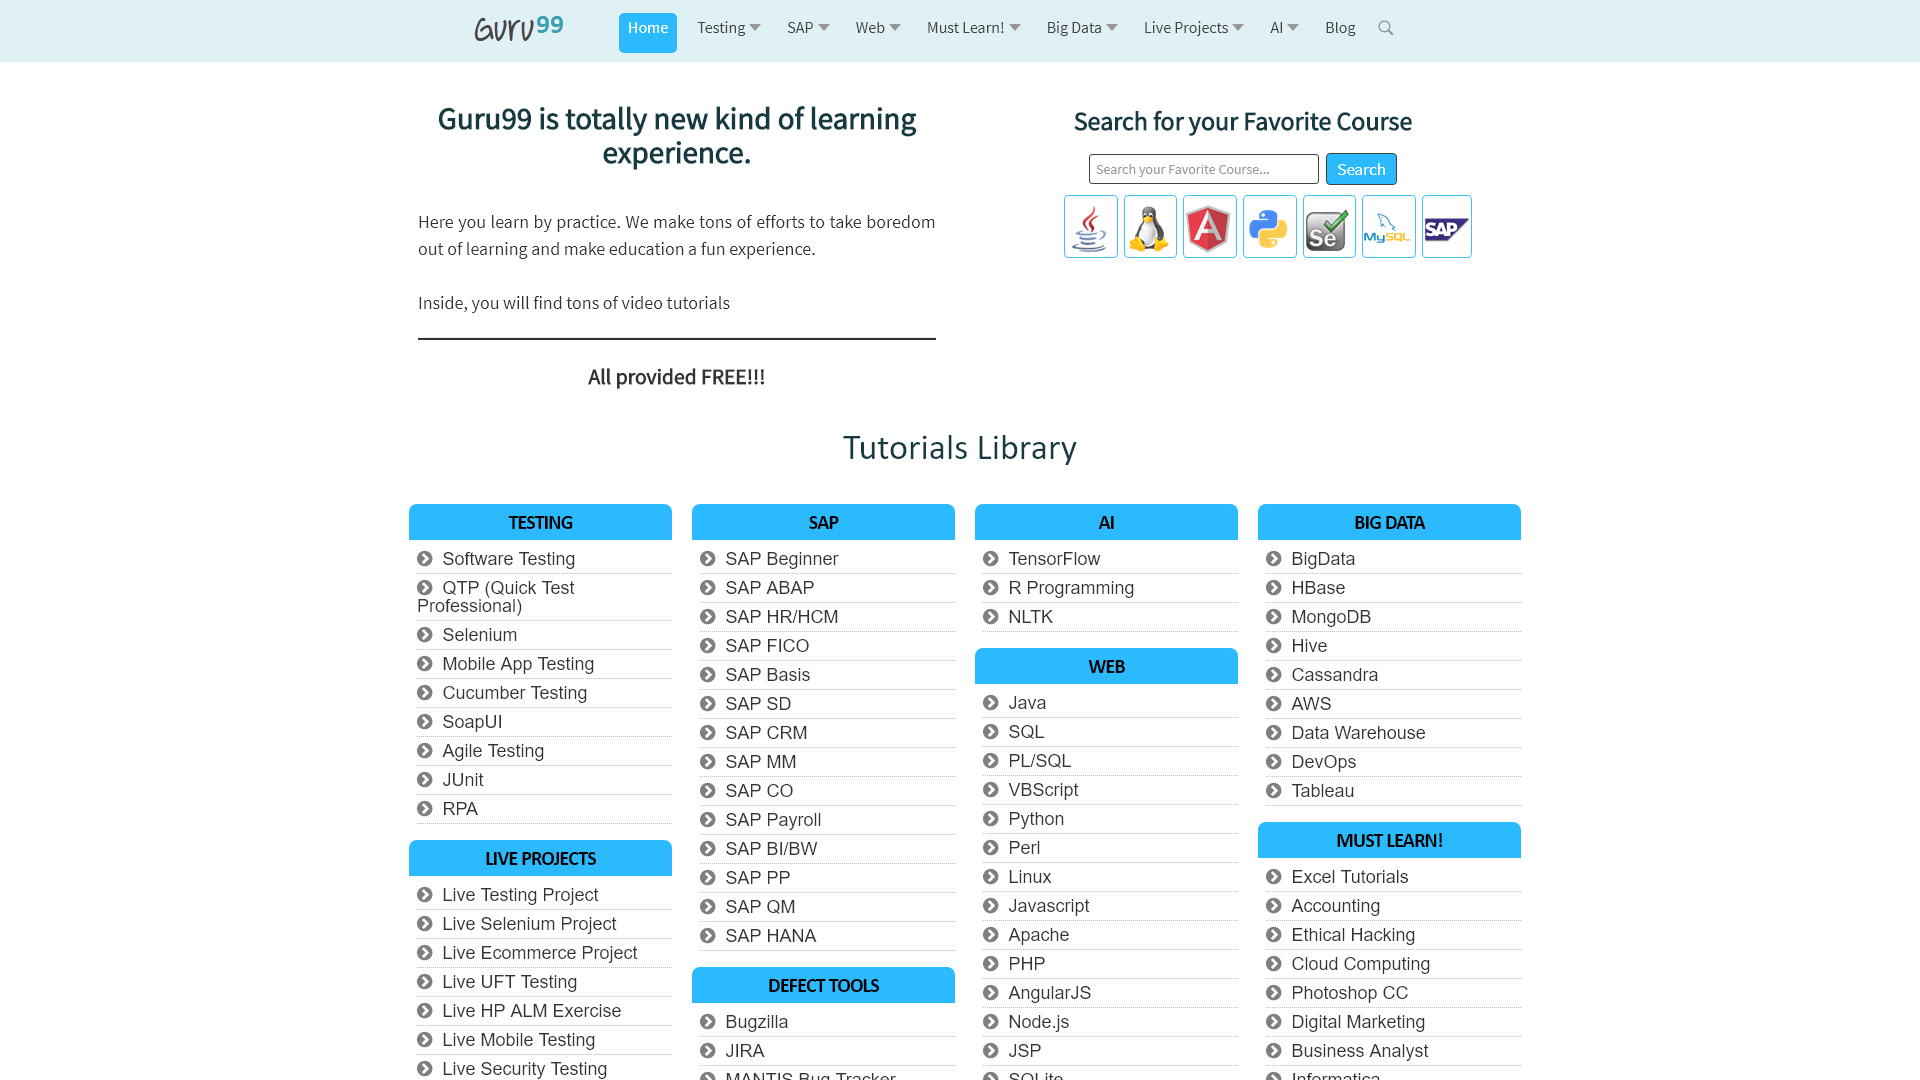 Guru99
Home
Testing
SAP
Web
Must Learn!
Big Data
Live Projects
AI
Blog
Guru99 is totally new kind of learning
experience.
Here you learn by practice. We make tons of efforts to take boredom
out of learning and make education a fun experience.
Inside, you will find tons of video tutorials
All provided FREE!!!
Search for your Favorite Course
Search your Favorite Course...
Search
Se
MySQL
SAP
Tutorials Library
TESTING
Software Testing
QTP (Quick Test
Professional)
Selenium
Mobile App Testing
Cucumber Testing
SoapUI
Agile Testing
JUnit
RPA
LIVE PROJECTS
Live Testing Project
Live Selenium Project
Live Ecommerce Project
Live UFT Testing
Live HP ALM Exercise
Live Mobile Testing
Live Security Testing
SAP
SAP Beginner
SAP ABAP
SAP HR/HCM
SAP FICO
SAP Basis
SAP SD
SAP CRM
SAP MM
SAP CO
SAP Payroll
SAP BI/BW
SAP PP
SAP QM
SAP HANA
DEFECT TOOLS
Bugzilla
JIRA
MANTIS Bug Tracker
AI
TensorFlow
R Programming
NLTK
WEB
Java
SQL
PL/SQL
VBScript
Python
Perl
Linux
Javascript
Apache
PHP
AngularJS
Node.js
JSP
SQLite
BIG DATA
BigData
HBase
MongoDB
Hive
Cassandra
AWS
Data Warehouse
DevOps
Tableau
MUST LEARN!
Excel Tutorials
Accounting
Ethical Hacking
Cloud Computing
Photoshop CC
Digital Marketing
Business Analyst
Informatica